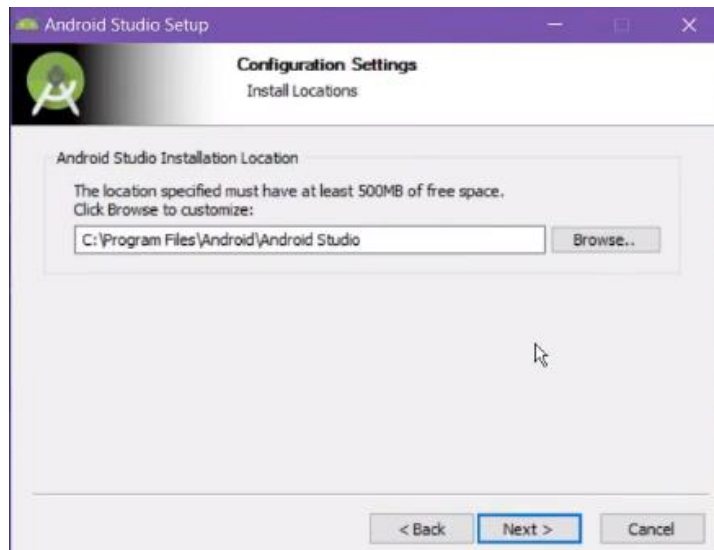 Android Studio Setup
Configuration Settings
Install Locations
Android Studio Installation Location
The location specified must have at least 500MB of free space.
Click Browse to customize:
C:\Program Files\Android\Android Studio
Browse..
< Back
Next >
Cancel